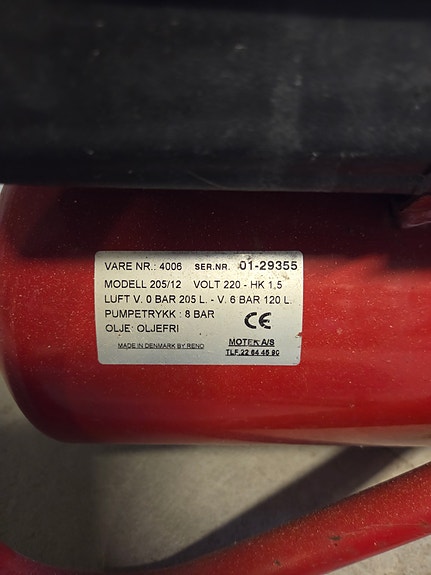 VARE NR.: 4006 SER.NR. 01-29355
MODELL 205/12 VOLT 220 - HK 1,5
LUFT V. 0 BAR 205 L. - V. 6 BAR 120 L.
PUMPETRYKK : 8 BAR
OLJE: OLJEFRI
CE
MADE IN DENMARK BY RENO
MOTEK A/S
TLF.22 64 45 90